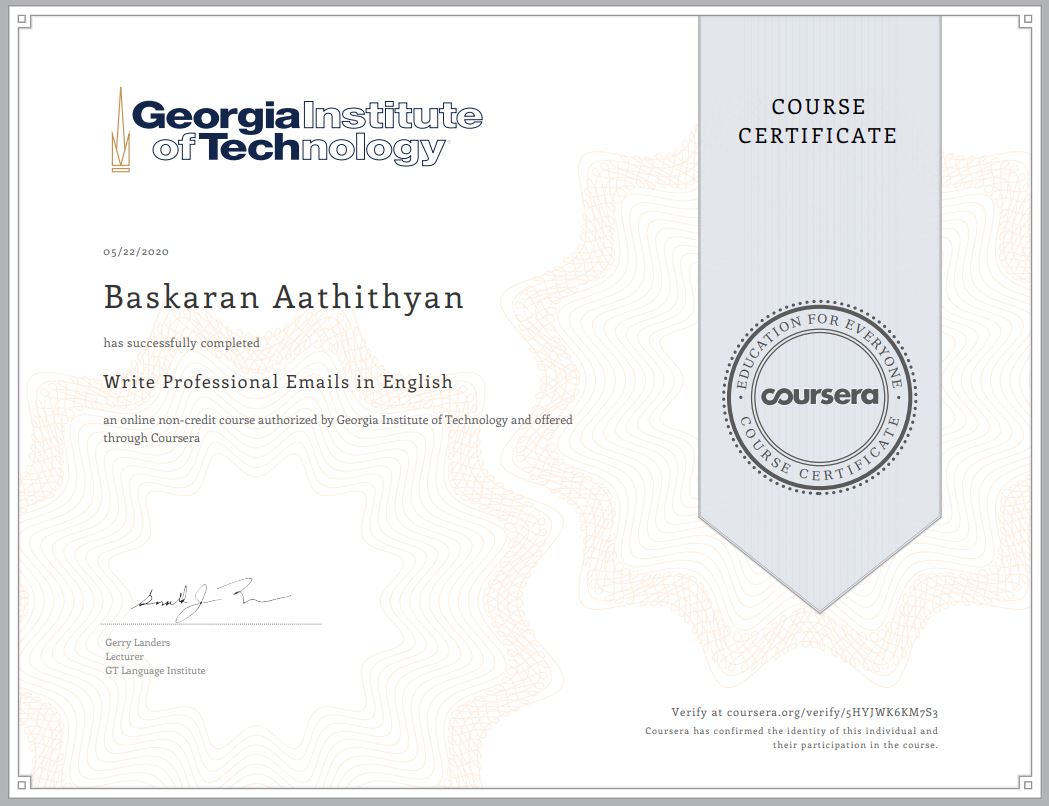 Georgia Institute
of Technology
COURSE
CERTIFICATE
05/22/2020
Baskaran Aathithyan
has successfully completed
Write Professional Emails in English
an online non-credit course authorized by Georgia Institute of Technology and offered
through Coursera
EDUCATION FOR EVERYONE
coursera
COURSE CERTIFICATE
Gerry Landers
Lecturer
GT Language Institute
Verify at coursera.org/verify/5HYJWK6KM7S3
Coursera has confirmed the identity of this individual and
their participation in the course.